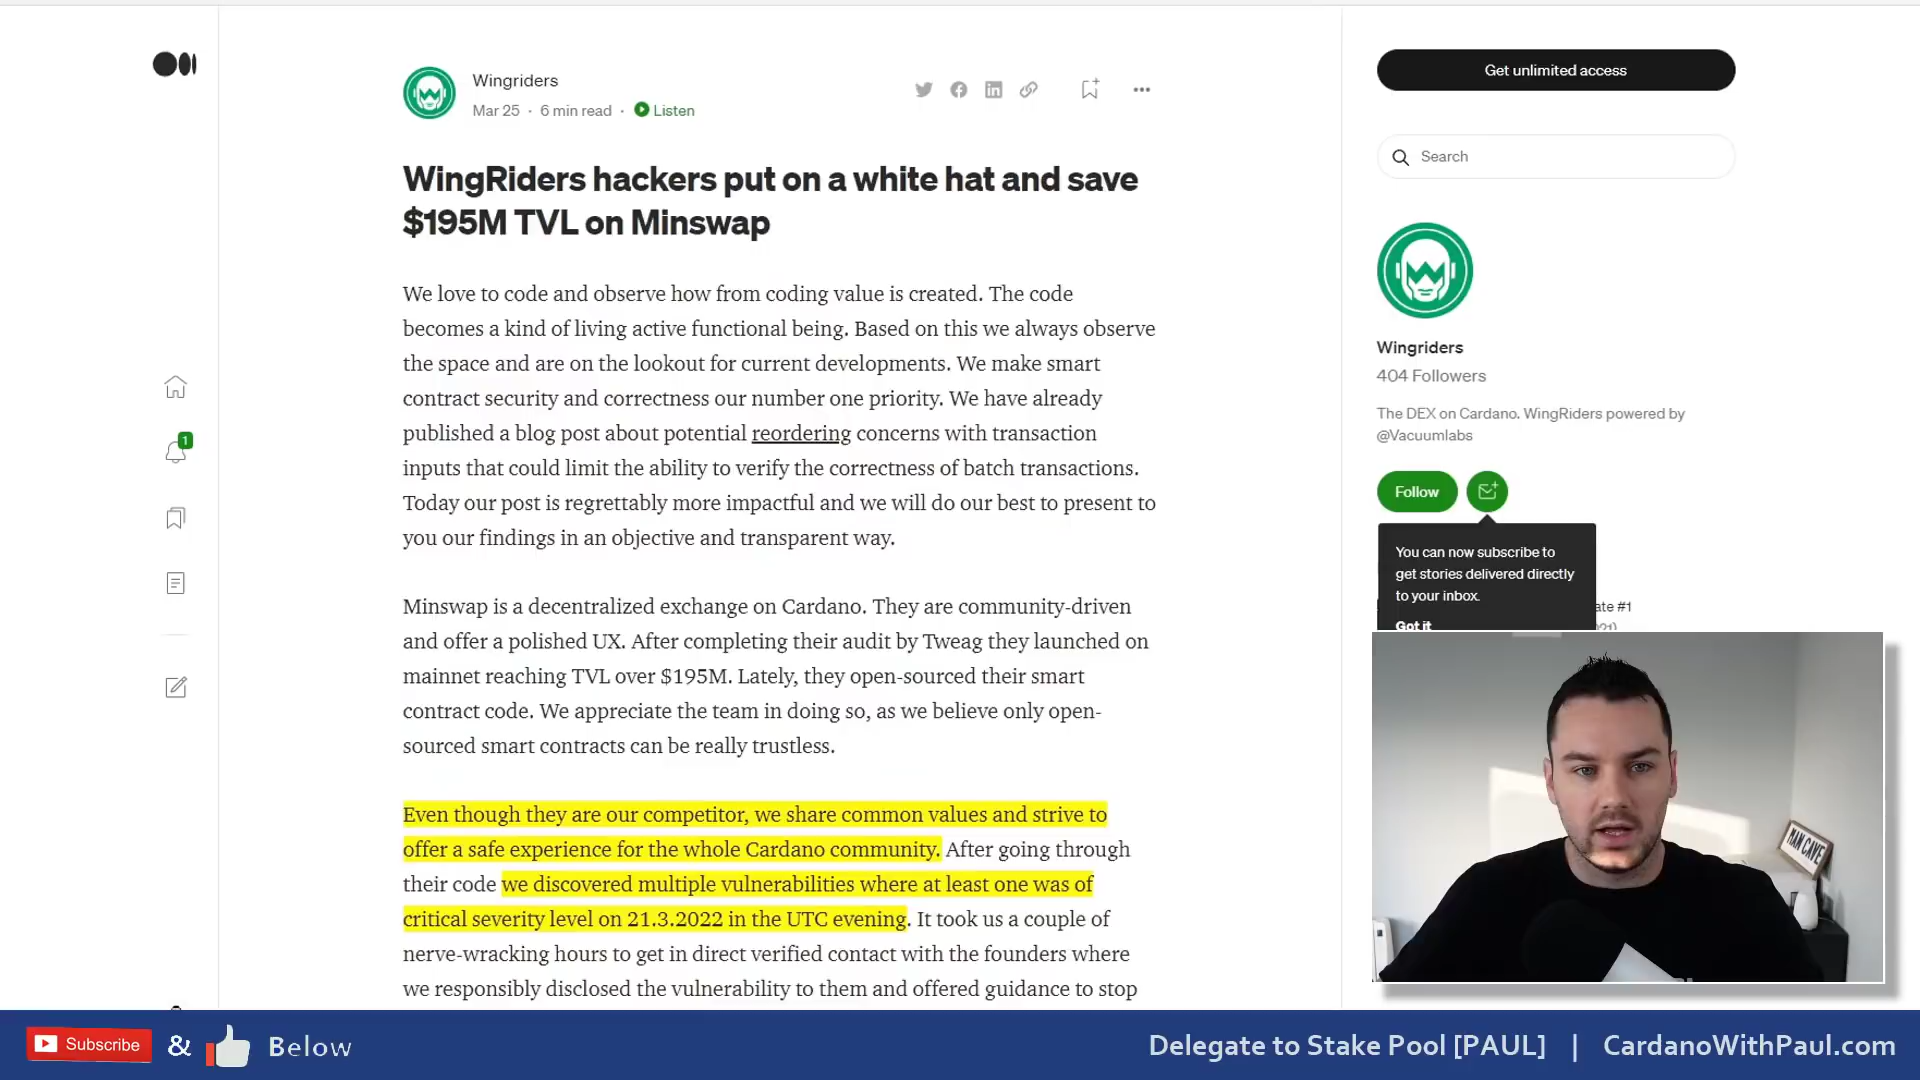 Wingriders
Mar 25 · 6 min read · Listen
WingRiders hackers put on a white hat and save
$195M TVL on Minswap
We love to code and observe how from coding value is created. The code
becomes a kind of living active functional being. Based on this we always observe
the space and are on the lookout for current developments. We make smart
contract security and correctness our number one priority. We have already
published a blog post about potential reordering concerns with transaction
inputs that could limit the ability to verify the correctness of batch transactions.
Today our post is regrettably more impactful and we will do our best to present to
you our findings in an objective and transparent way.
Minswap is a decentralized exchange on Cardano. They are community-driven
and offer a polished UX. After completing their audit by Tweag they launched on
mainnet reaching TVL over $195M. Lately, they open-sourced their smart
contract code. We appreciate the team in doing so, as we believe only open-
sourced smart contracts can be really trustless.
Even though they are our competitor, we share common values and strive to
offer a safe experience for the whole Cardano community. After going through
their code we discovered multiple vulnerabilities where at least one was of
critical severity level on 21.3.2022 in the UTC evening. It took us a couple of
nerve-wracking hours to get in direct verified contact with the founders where
we responsibly disclosed the vulnerability to them and offered guidance to stop
1
Get unlimited access
Search
Wingriders
404 Followers
The DEX on Cardano. WingRiders powered by
@Vacuumlabs
Follow
You can now subscribe to
get stories delivered directly
to your inbox.
Got it
ate #1
021)
MAN CAVE
Subscribe & Below
Delegate to Stake Pool [PAUL] | CardanoWithPaul.com